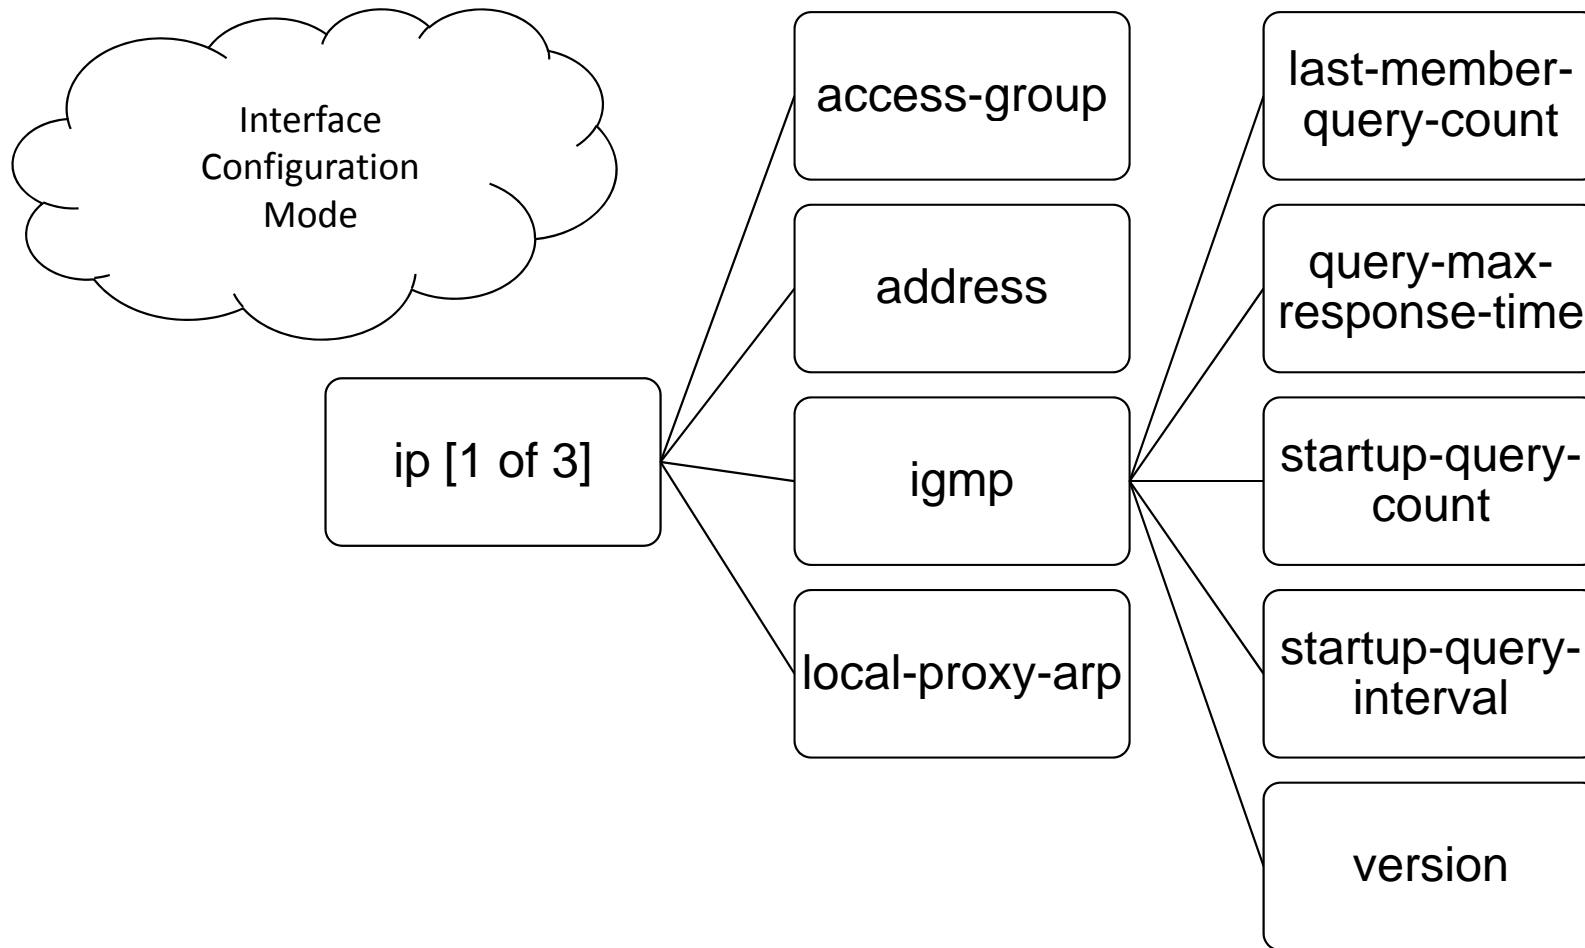 Interface
Configuration
Mode
ip [1 of 3]
access-group
address
igmp
local-proxy-arp
last-member-
query-count
query-max-
response-time
startup-query-
count
startup-query-
interval
version